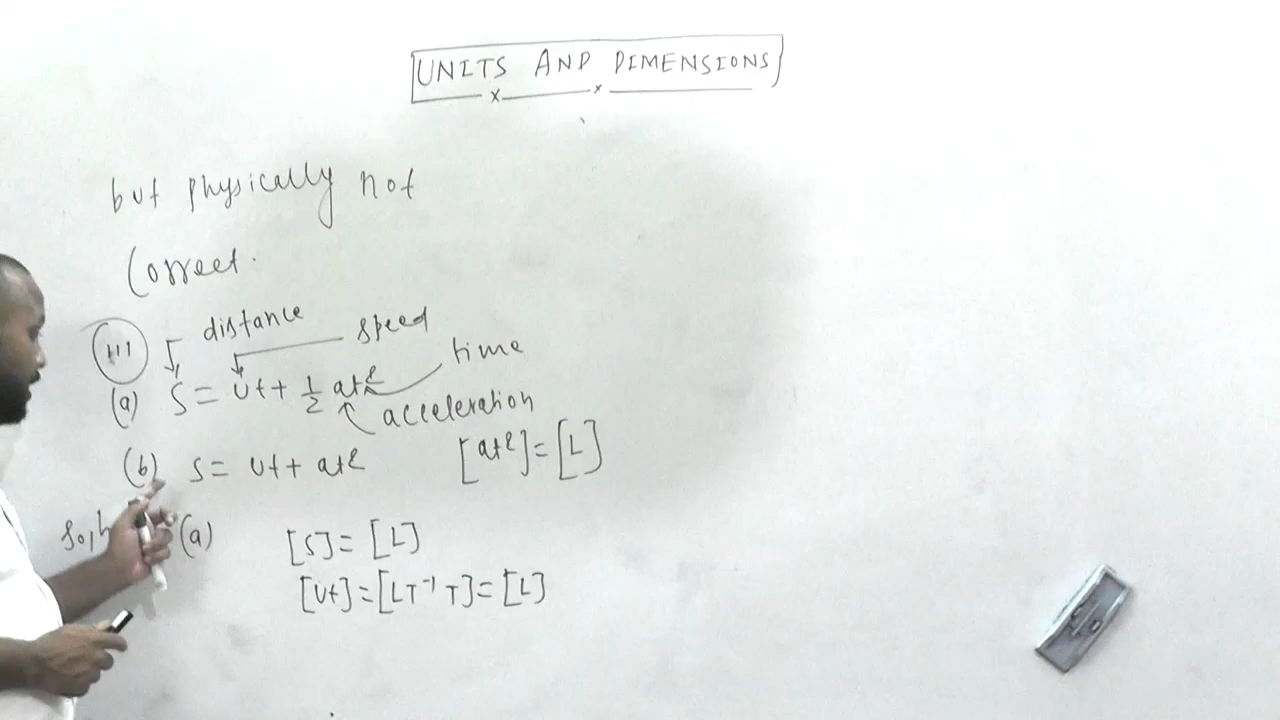 UNITS AND DIMENSIONS
but physically not
Correct.
(iii) distance speed time
(a) S = ut + 1/2 at² acceleration
(b) S = ut + at² [at²] = [L]
(a) [S] = [L]
[ut] = [LT⁻¹ T] = [L]